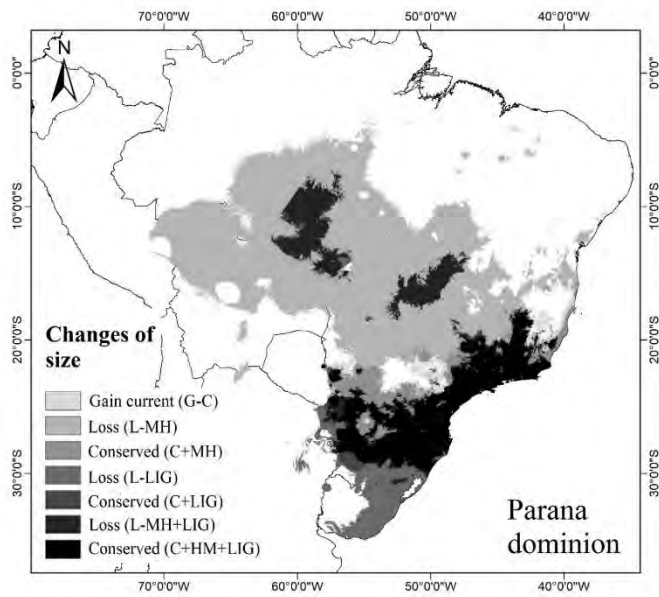 70°0'0"W 60°0'0"W 50°0'0"W 40°0'0"W
N
0°0'0" 0°0'0"
10°0'0"S 10°0'0"S
20°0'0"S 20°0'0"S
30°0'0"S 30°0'0"S
Changes of
size
Gain current (G-C)
Loss (L-MH)
Conserved (C+MH)
Loss (L-LIG)
Conserved (C+LIG)
Loss (L-MH+LIG)
Conserved (C+HM+LIG)
Parana
dominion
70°0'0"W 60°0'0"W 50°0'0"W 40°0'0"W